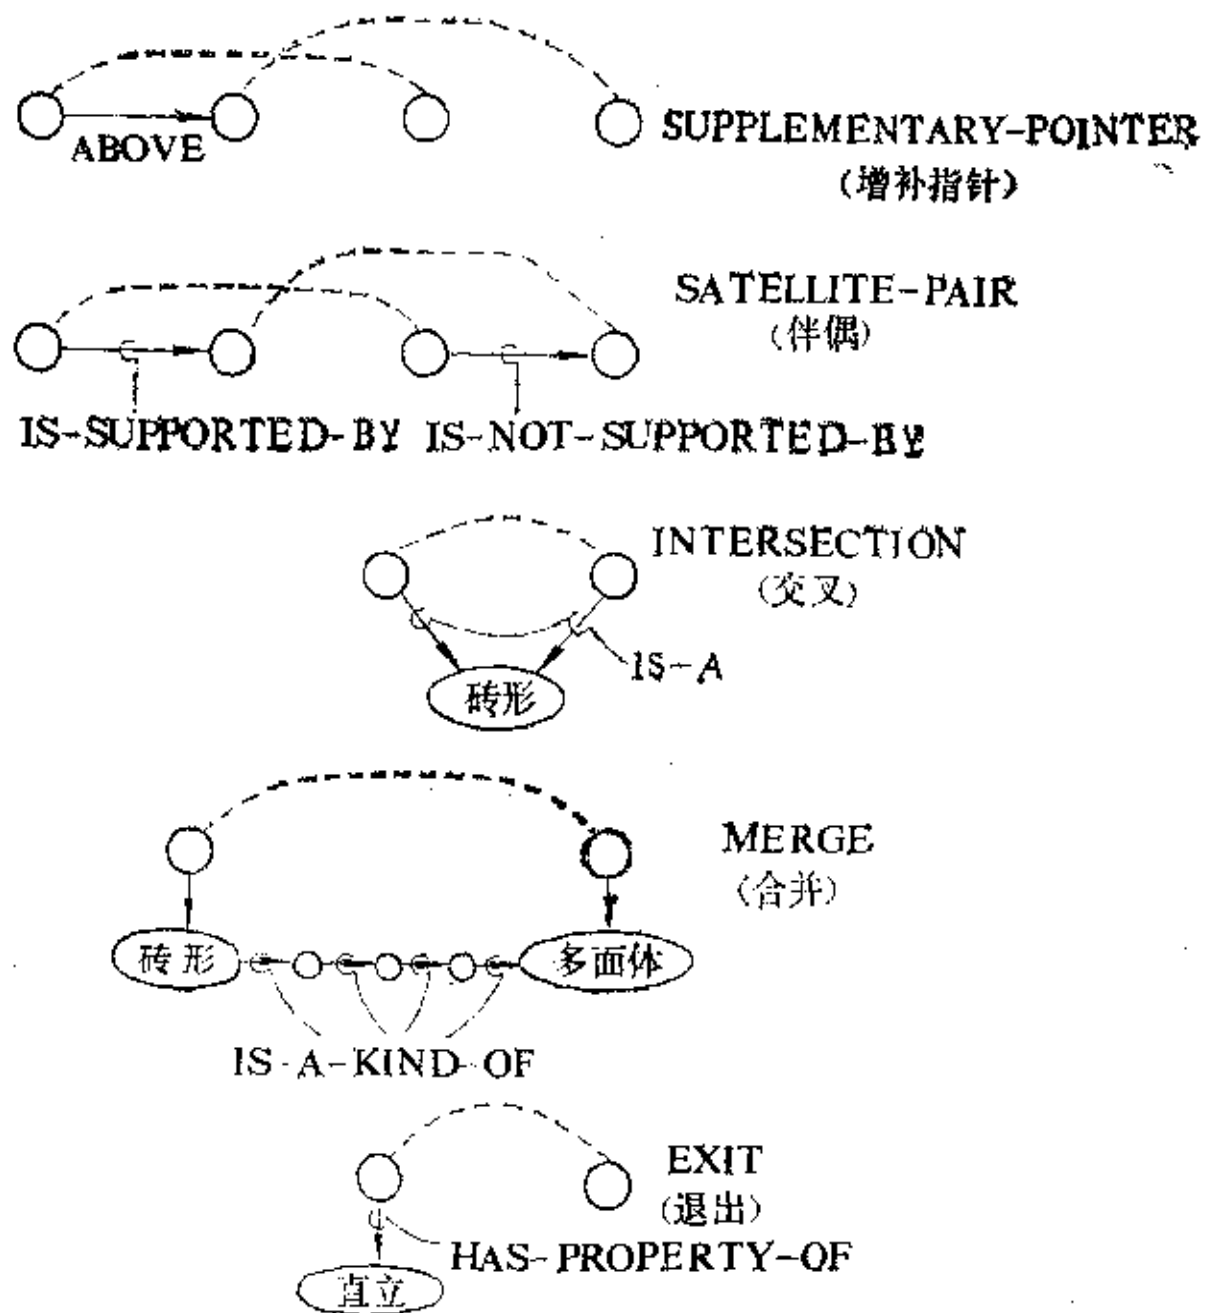 ABOVE
SUPPLEMENTARY-POINTER
(增补指针)
SATELLITE-PAIR
(伴偶)
IS-SUPPORTED-BY IS-NOT-SUPPORTED-BY
INTERSECTION
(交叉)
IS-A
砖形
MERGE
(合并)
砖形
多面体
IS-A-KIND-OF
EXIT
(退出)
HAS-PROPERTY-OF
直立